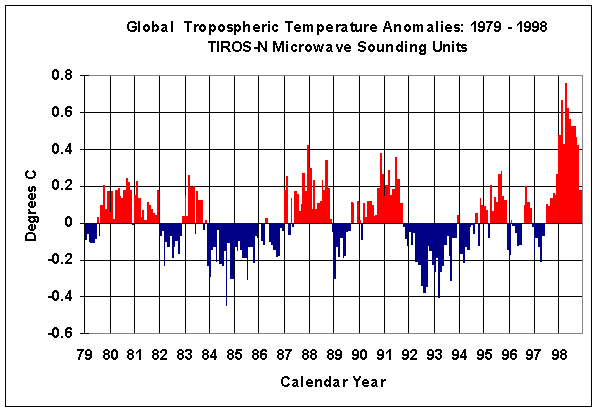 Global Tropospheric Temperature Anomalies: 1979 - 1998
TIROS-N Microwave Sounding Units
0.8
0.6
0.4
0.2
0
-0.2
-0.4
-0.6
Degrees C
79 80 81 82 83 84 85 86 87 88 89 90 91 92 93 94 95 96 97 98
Calendar Year